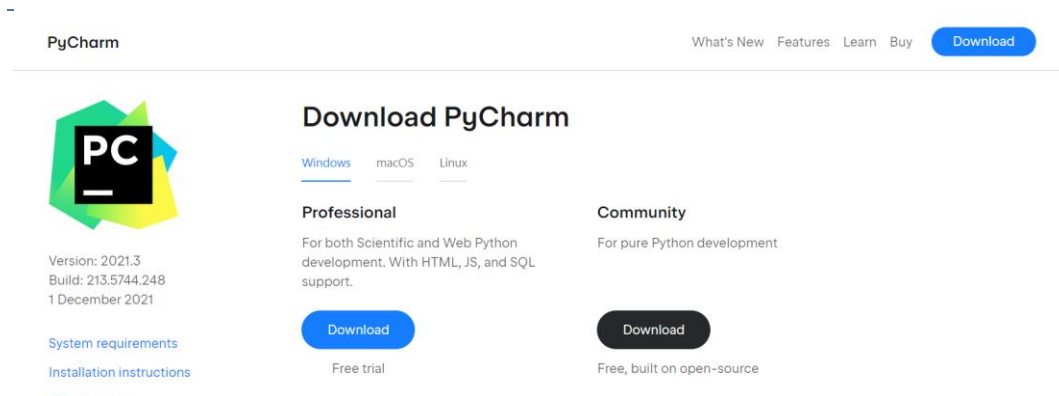 PyCharm
What's New Features Learn Buy Download
PC
Download PyCharm
Windows macOS Linux
Professional
For both Scientific and Web Python
development. With HTML, JS, and SQL
support.
Download
Free trial
Community
For pure Python development
Download
Free, built on open-source
Version: 2021.3
Build: 213.5744.248
1 December 2021
System requirements
Installation instructions